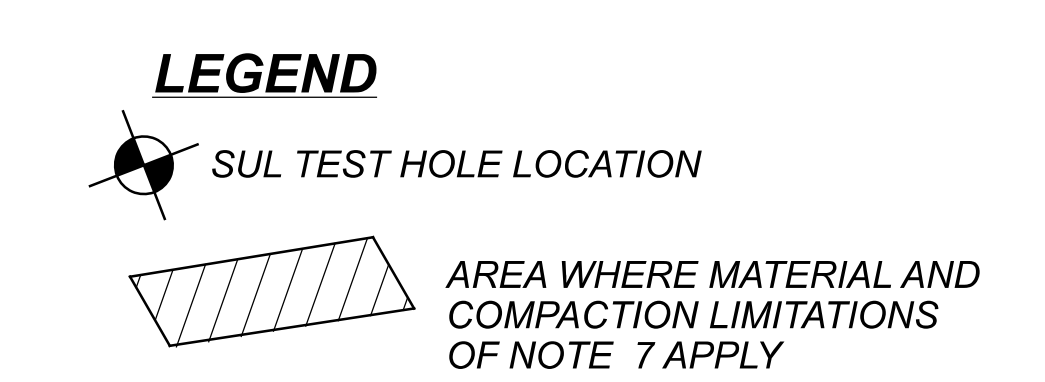 LEGEND
SUL TEST HOLE LOCATION
AREA WHERE MATERIAL AND
COMPACTION LIMITATIONS
OF NOTE 7 APPLY